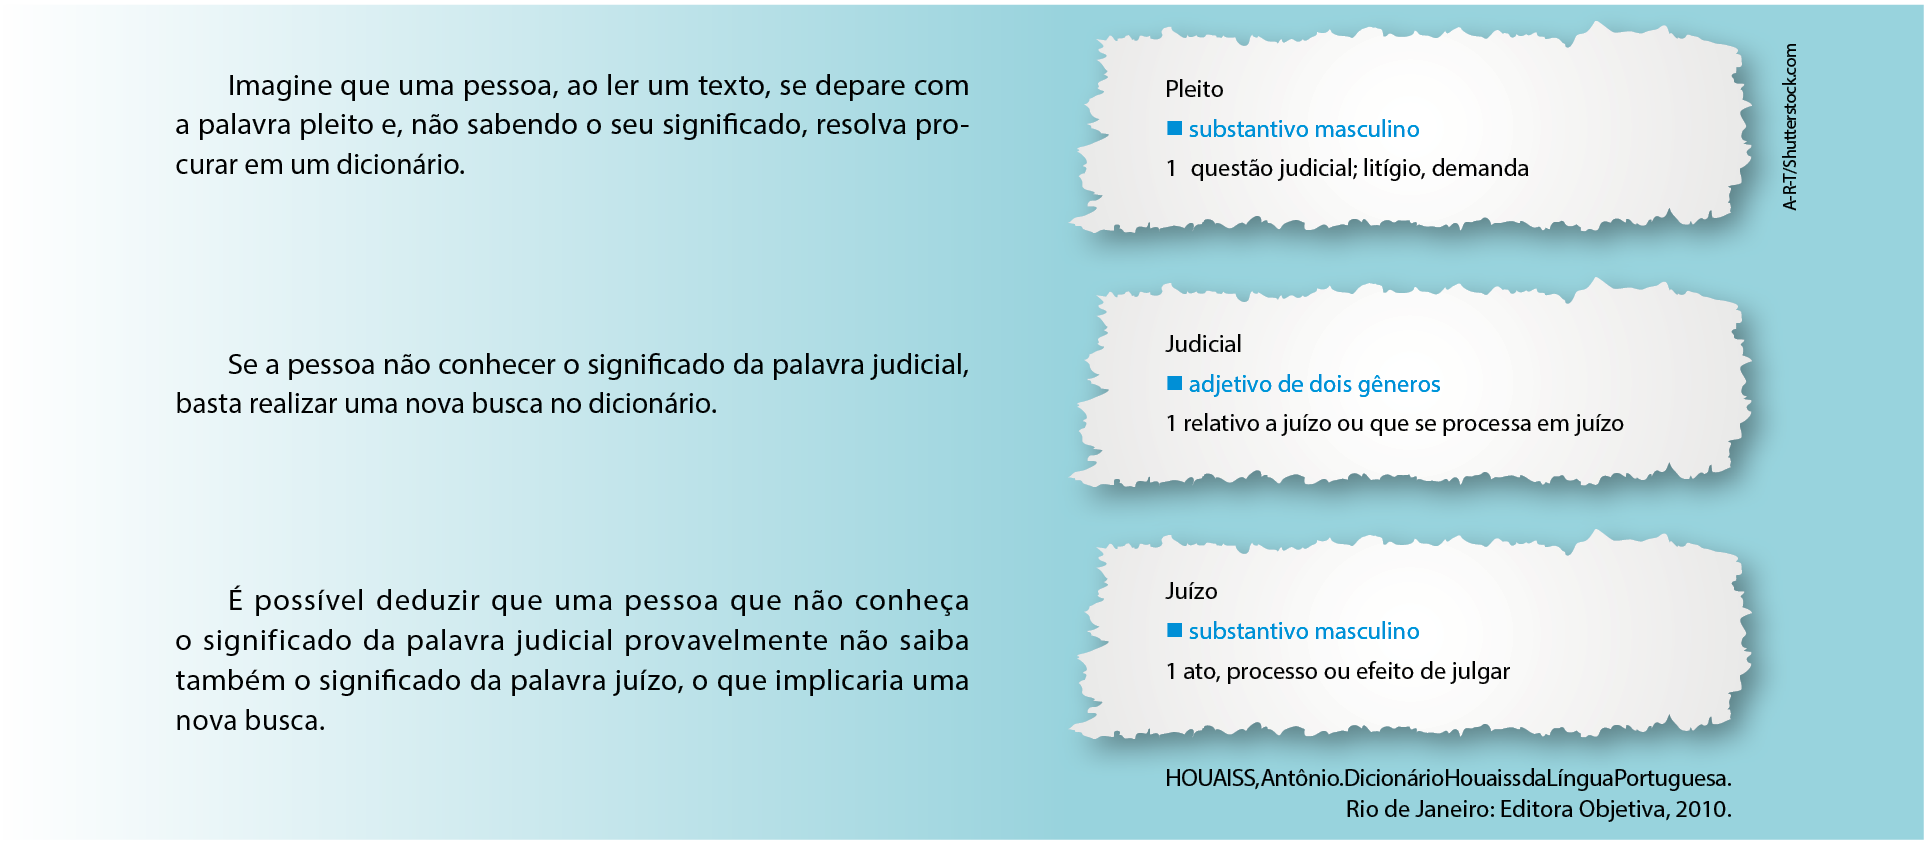 Imagine que uma pessoa, ao ler um texto, se depare com
a palavra pleito e, não sabendo o seu significado, resolva pro-
curar em um dicionário.
Pleito
■ substantivo masculino
1 questão judicial; litígio, demanda
A-R-T/Shutterstock.com
Se a pessoa não conhecer o significado da palavra judicial,
basta realizar uma nova busca no dicionário.
Judicial
■ adjetivo de dois gêneros
1 relativo a juízo ou que se processa em juízo
É possível deduzir que uma pessoa que não conheça
o significado da palavra judicial provavelmente não saiba
também o significado da palavra juízo, o que implicaria uma
nova busca.
Juízo
■ substantivo masculino
1 ato, processo ou efeito de julgar
HOUAISS, Antônio. Dicionário Houaiss da Língua Portuguesa.
Rio de Janeiro: Editora Objetiva, 2010.